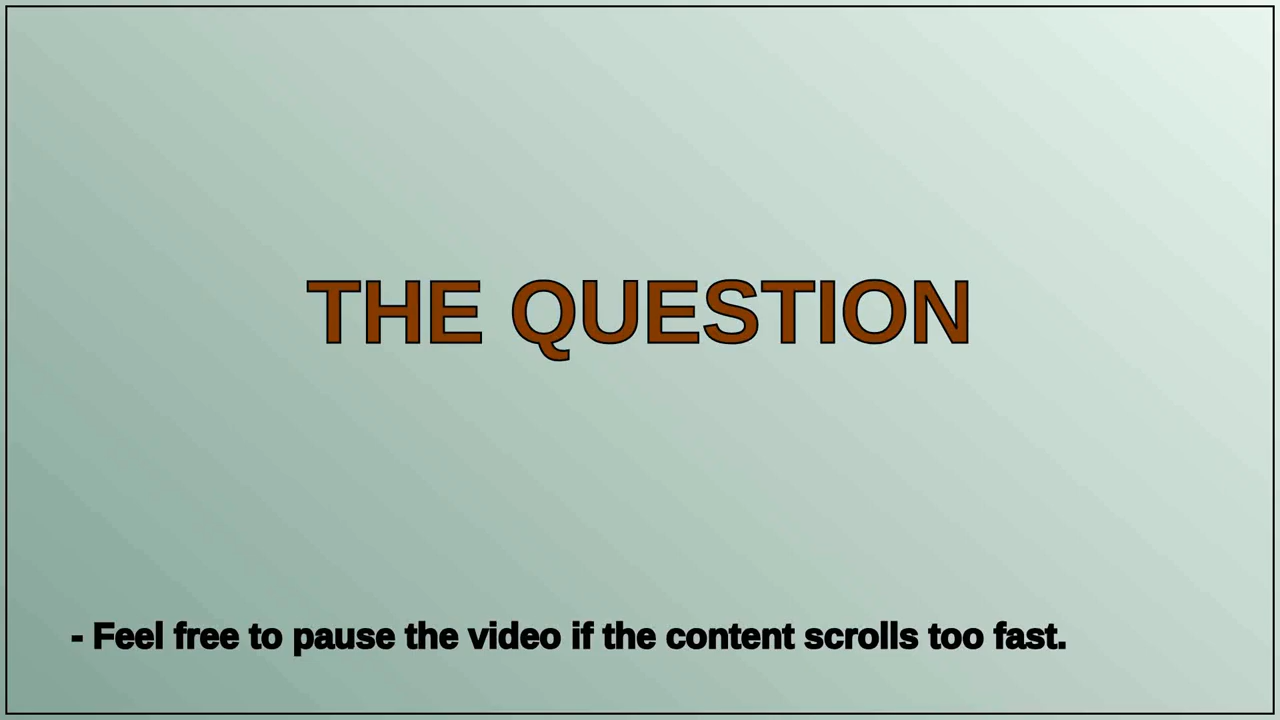 THE QUESTION
- Feel free to pause the video if the content scrolls too fast.